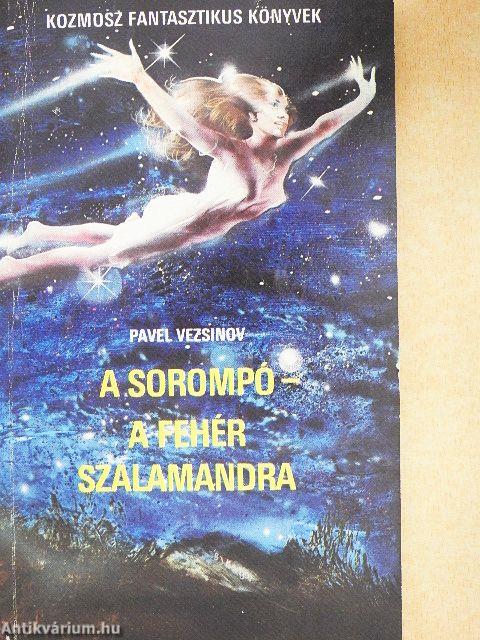 KOZMOSZ FANTASZTIKUS KÖNYVEK
PAVEL VEZSINOV
A SOROMPÓ –
A FEHÉR
SZALAMANDRA
Antikvárium.hu